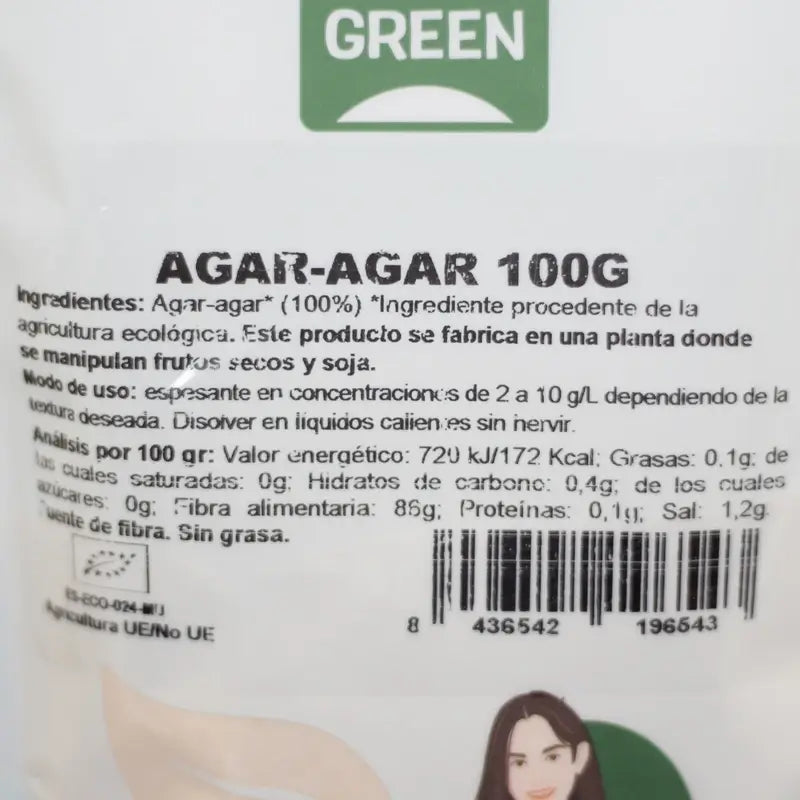 GREEN
AGAR-AGAR 100G
Ingredientes: Agar-agar* (100%) *Ingrediente procedente de la
agricultura ecológica. Este producto se fabrica en una planta donde
se manipulan frutos secos y soja.
Modo de uso: espesante en concentraciones de 2 a 10 g/L dependiendo de la
textura deseada. Disolver en líquidos calientes sin hervir.
Análisis por 100 gr: Valor energético: 720 kJ/172 Kcal; Grasas: 0,1g; de
las cuales saturadas: 0g; Hidratos de carbono: 0,4g; de los cuales
azúcares: 0g; Fibra alimentaria: 86g; Proteínas: 0,1g; Sal: 1,2g.
Fuente de fibra. Sin grasa.
ES-ECO-024-MU
Agricultura UE/No UE
8 436542 196543